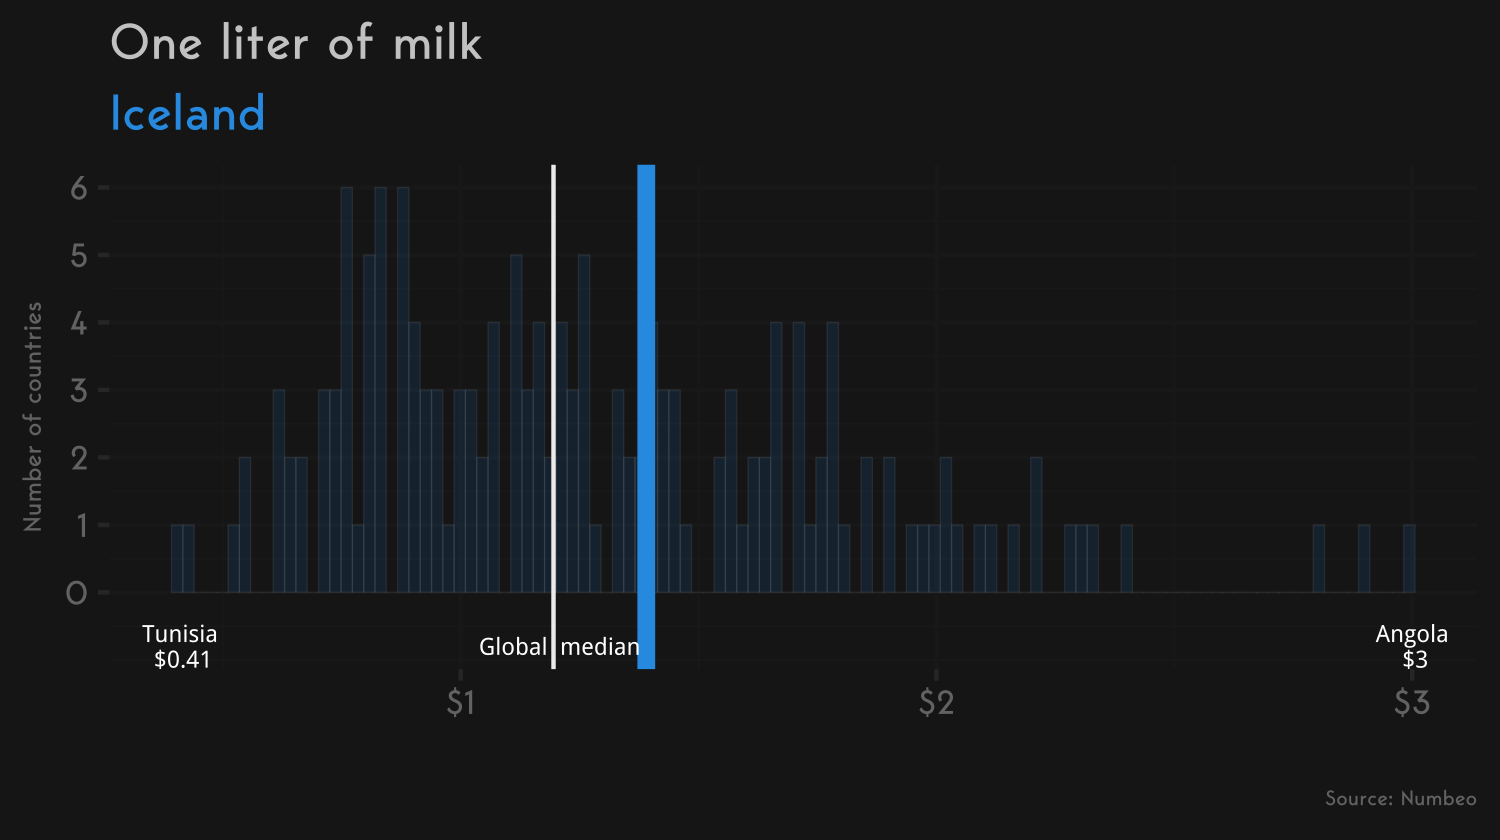 One liter of milk
Iceland
Number of countries
6
5
4
3
2
1
0
Tunisia
$0.41
Global median
Angola
$3
$1
$2
$3
Source: Numbeo